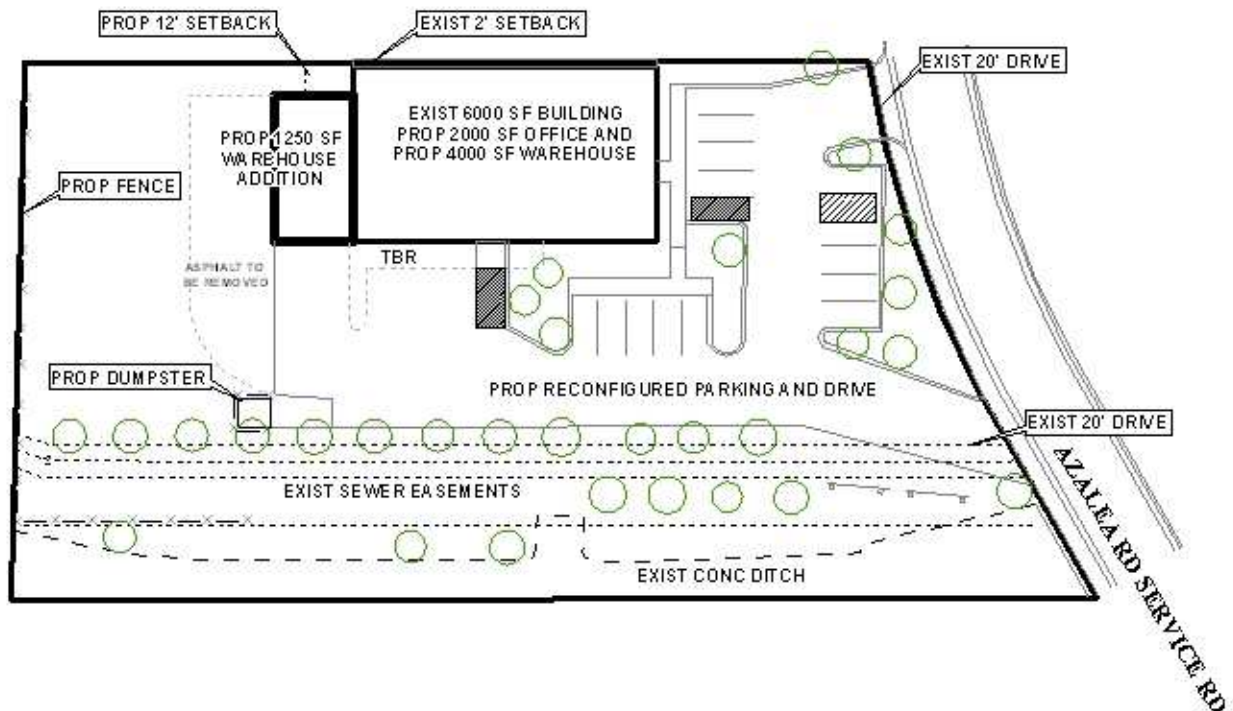 PROP 12' SETBACK
EXIST 2' SETBACK
EXIST 20' DRIVE
EXIST 6000 SF BUILDING
PROP 2000 SF OFFICE AND
PROP 4000 SF WAREHOUSE
PROP 1250 SF
WAREHOUSE
ADDITION
PROP FENCE
TBR
ASPHALT TO
BE REMOVED
PROP DUMPSTER
PROP RECONFIGURED PARKING AND DRIVE
EXIST 20' DRIVE
EXIST SEWER EASEMENTS
EXIST CONC DITCH
AZALEA RD SERVICE RD